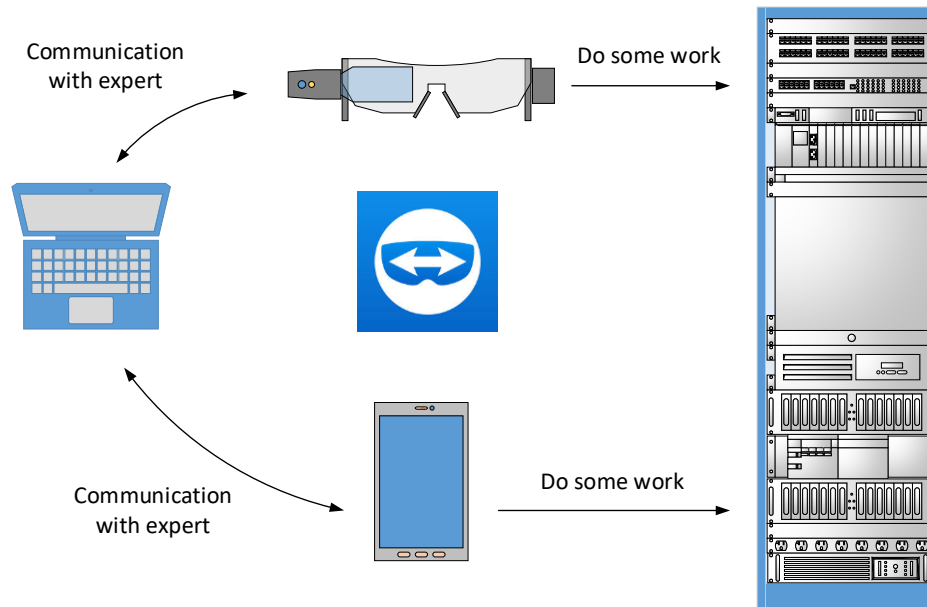 Communication
with expert
Do some work
Communication
with expert
Do some work